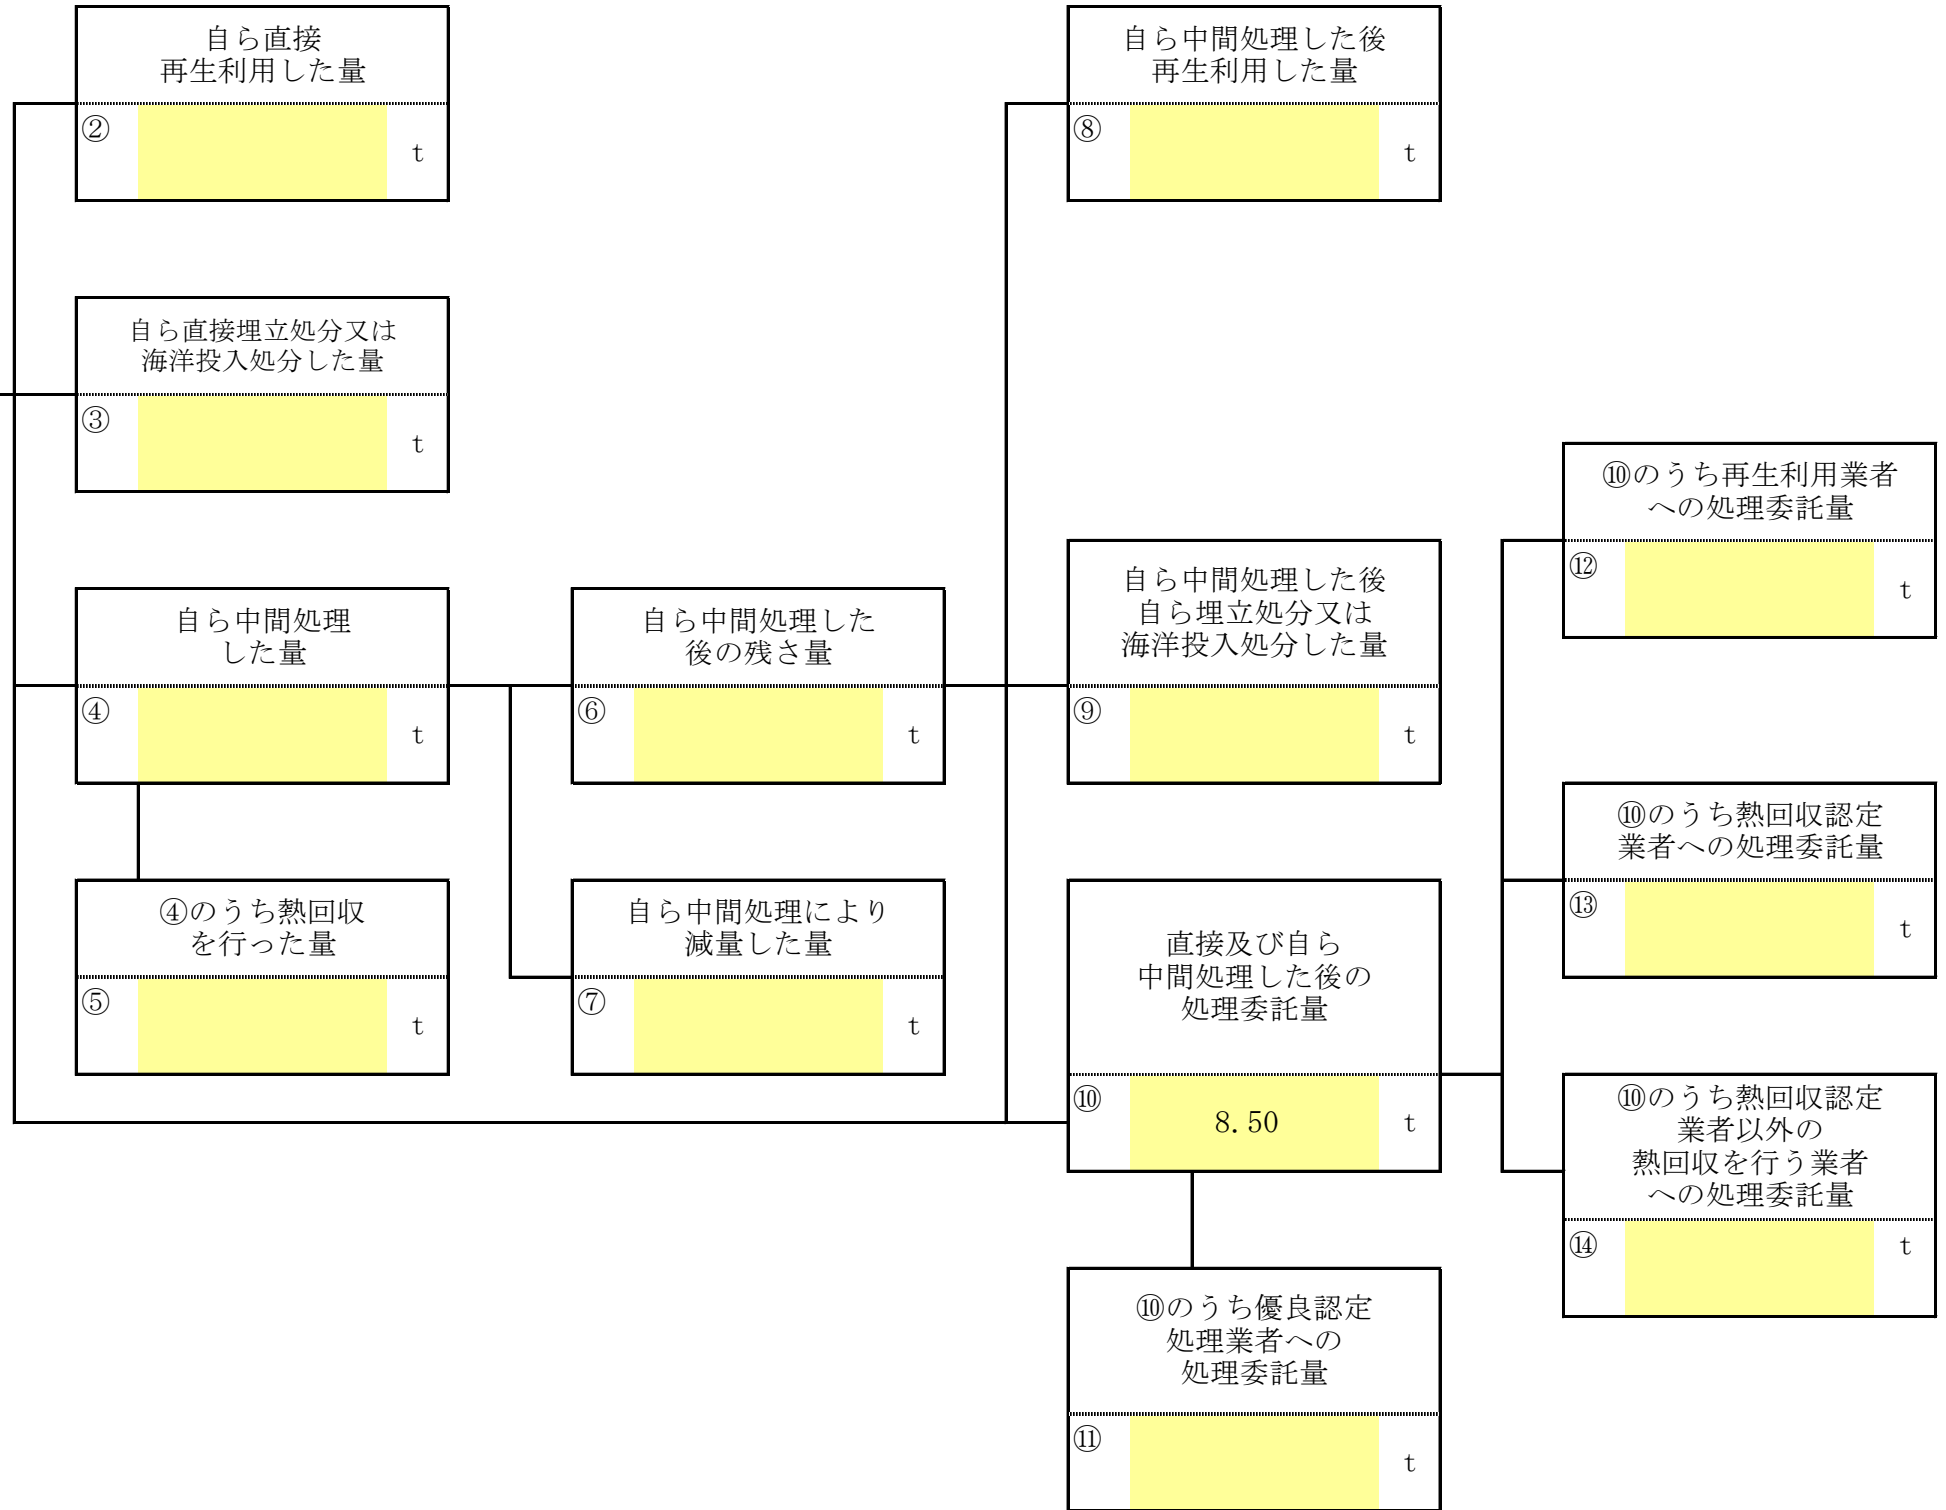 自ら直接
再生利用した量
②
t
自ら中間処理した後
再生利用した量
⑧
t
自ら直接埋立処分又は
海洋投入処分した量
③
t
⑩のうち再生利用業者
への処理委託量
⑫
t
自ら中間処理
した量
④
t
自ら中間処理した
後の残さ量
⑥
t
自ら中間処理した後
自ら埋立処分又は
海洋投入処分した量
⑨
t
⑩のうち熱回収認定
業者への処理委託量
⑬
t
④のうち熱回収
を行った量
⑤
t
自ら中間処理により
減量した量
⑦
t
直接及び自ら
中間処理した後の
処理委託量
⑩
8.50
t
⑩のうち熱回収認定
業者以外の
熱回収を行う業者
への処理委託量
⑭
t
⑩のうち優良認定
処理業者への
処理委託量
⑪
t